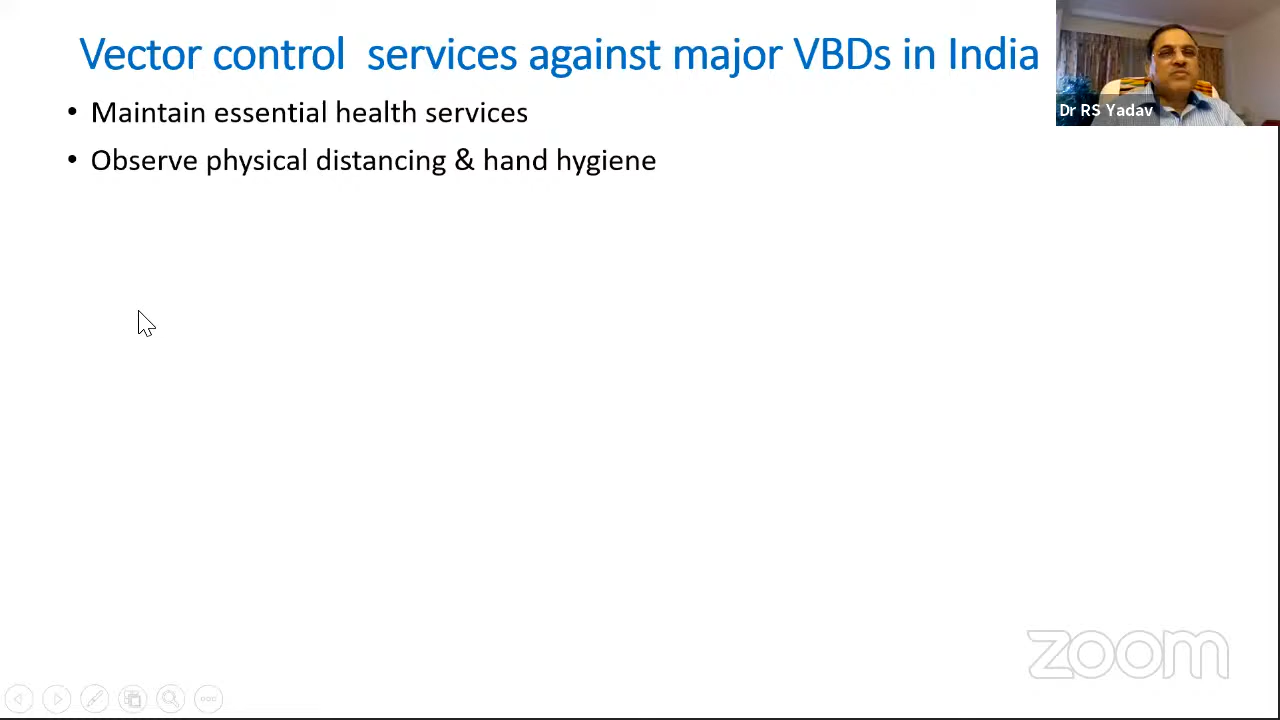 Vector control services against major VBDs in India
Dr RS Yadav
• Maintain essential health services
• Observe physical distancing & hand hygiene
zoom